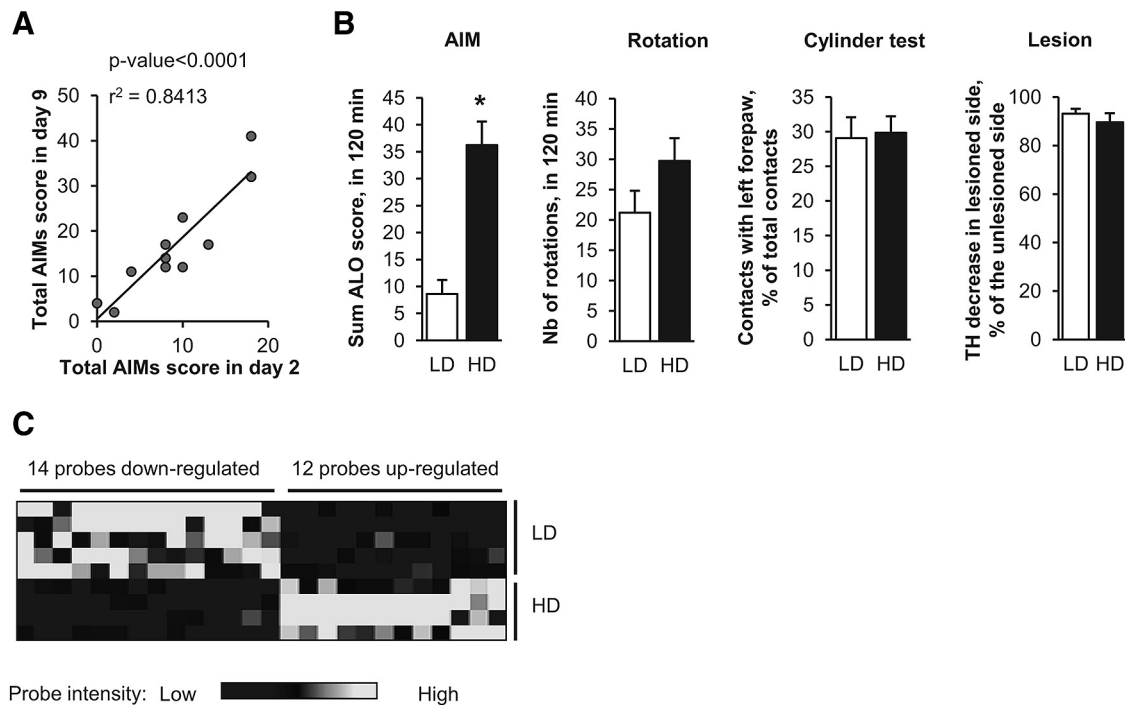 A
p-value<0.0001
r2 = 0.8413
Total AIMs score in day 9
50
40
30
20
10
0
0 10 20
Total AIMs score in day 2
B
AIM
Sum ALO score, in 120 min
45
40
35
30
25
20
15
10
5
0
*
LD HD
Rotation
Nb of rotations, in 120 min
40
35
30
25
20
15
10
5
0
LD HD
Cylinder test
Contacts with left forepaw,
% of total contacts
35
30
25
20
15
10
5
0
LD HD
Lesion
TH decrease in lesioned side,
% of the unlesioned side
100
80
60
40
20
0
LD HD
C
14 probes down-regulated 12 probes up-regulated
LD
HD
Probe intensity: Low High